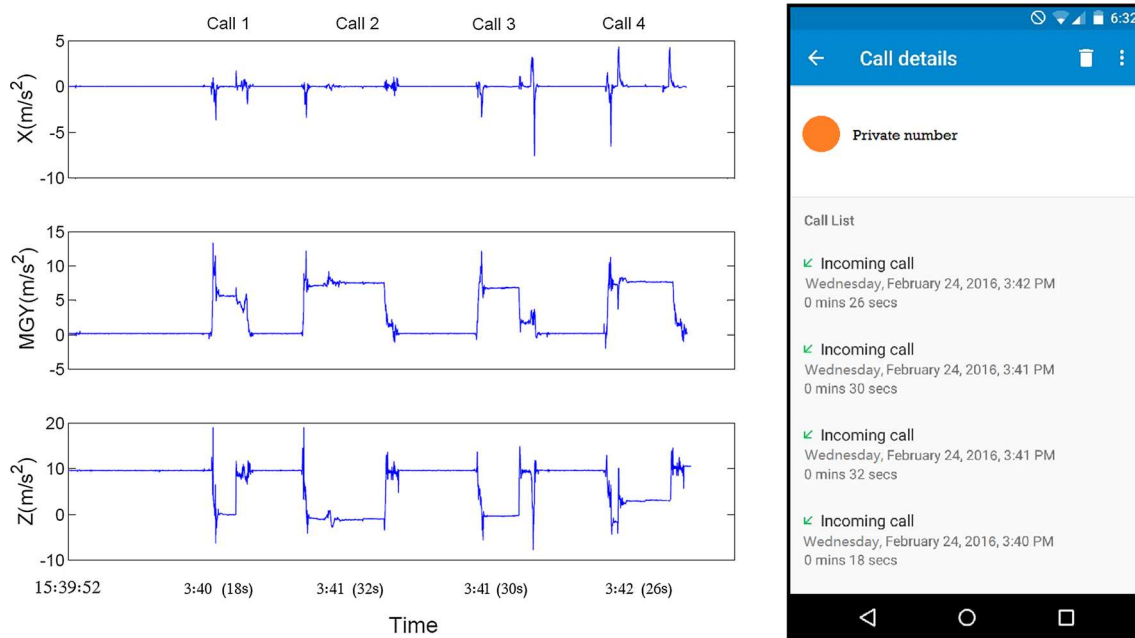 Call 1 Call 2 Call 3 Call 4
5
0
-5
-10
X(m/s²)
15
10
5
0
-5
MGY(m/s²)
20
10
0
-10
Z(m/s²)
15:39:52 3:40 (18s) 3:41 (32s) 3:41 (30s) 3:42 (26s)
Time
6:32
Call details
Private number
Call List
Incoming call
Wednesday, February 24, 2016, 3:42 PM
0 mins 26 secs
Incoming call
Wednesday, February 24, 2016, 3:41 PM
0 mins 30 secs
Incoming call
Wednesday, February 24, 2016, 3:41 PM
0 mins 32 secs
Incoming call
Wednesday, February 24, 2016, 3:40 PM
0 mins 18 secs